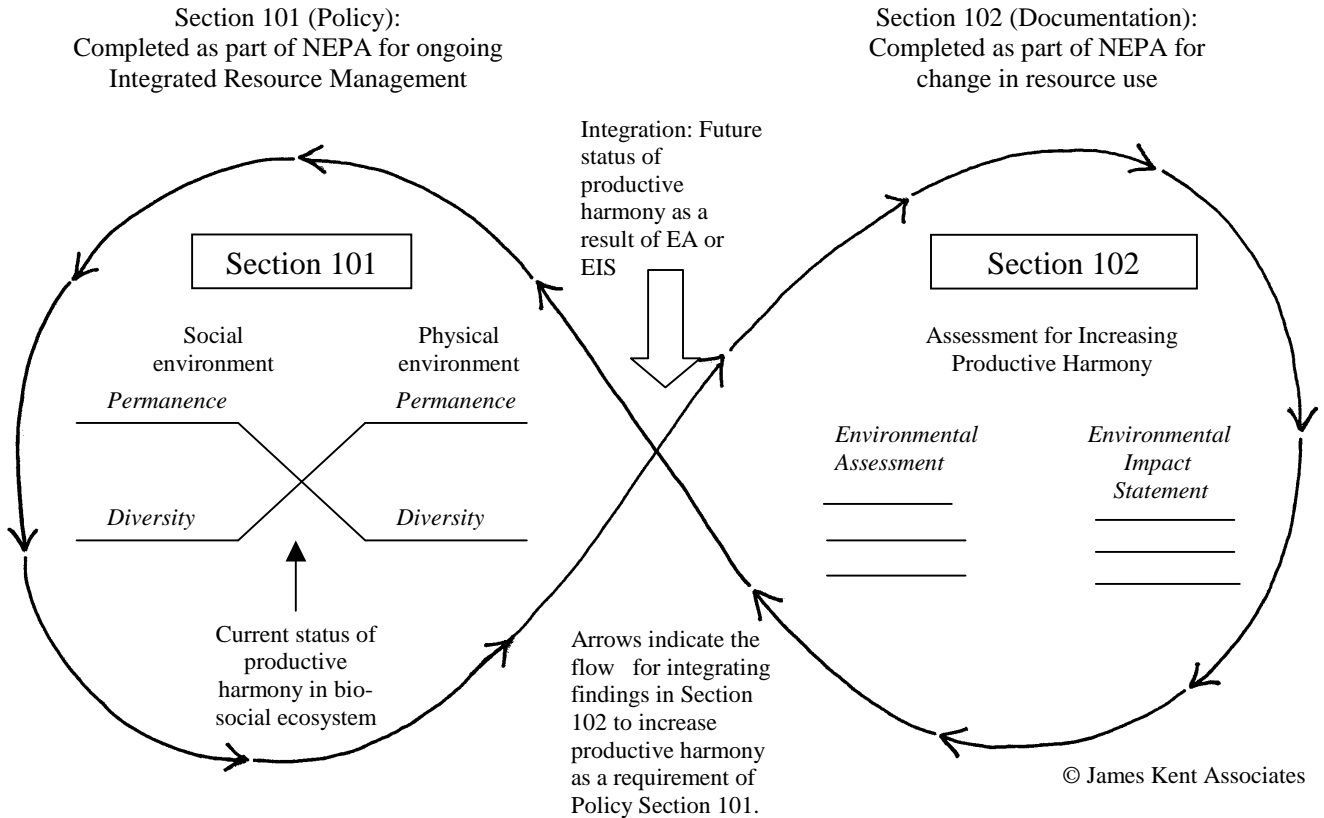 Section 101 (Policy):
Completed as part of NEPA for ongoing
Integrated Resource Management
Section 102 (Documentation):
Completed as part of NEPA for
change in resource use
Integration: Future
status of
productive
harmony as a
result of EA or
EIS
Section 101
Social
environment
Physical
environment
Permanence
Permanence
Diversity
Diversity
Current status of
productive
harmony in bio-
social ecosystem
Section 102
Assessment for Increasing
Productive Harmony
Environmental
Assessment
Environmental
Impact
Statement
Arrows indicate the
flow for integrating
findings in Section
102 to increase
productive harmony
as a requirement of
Policy Section 101.
© James Kent Associates